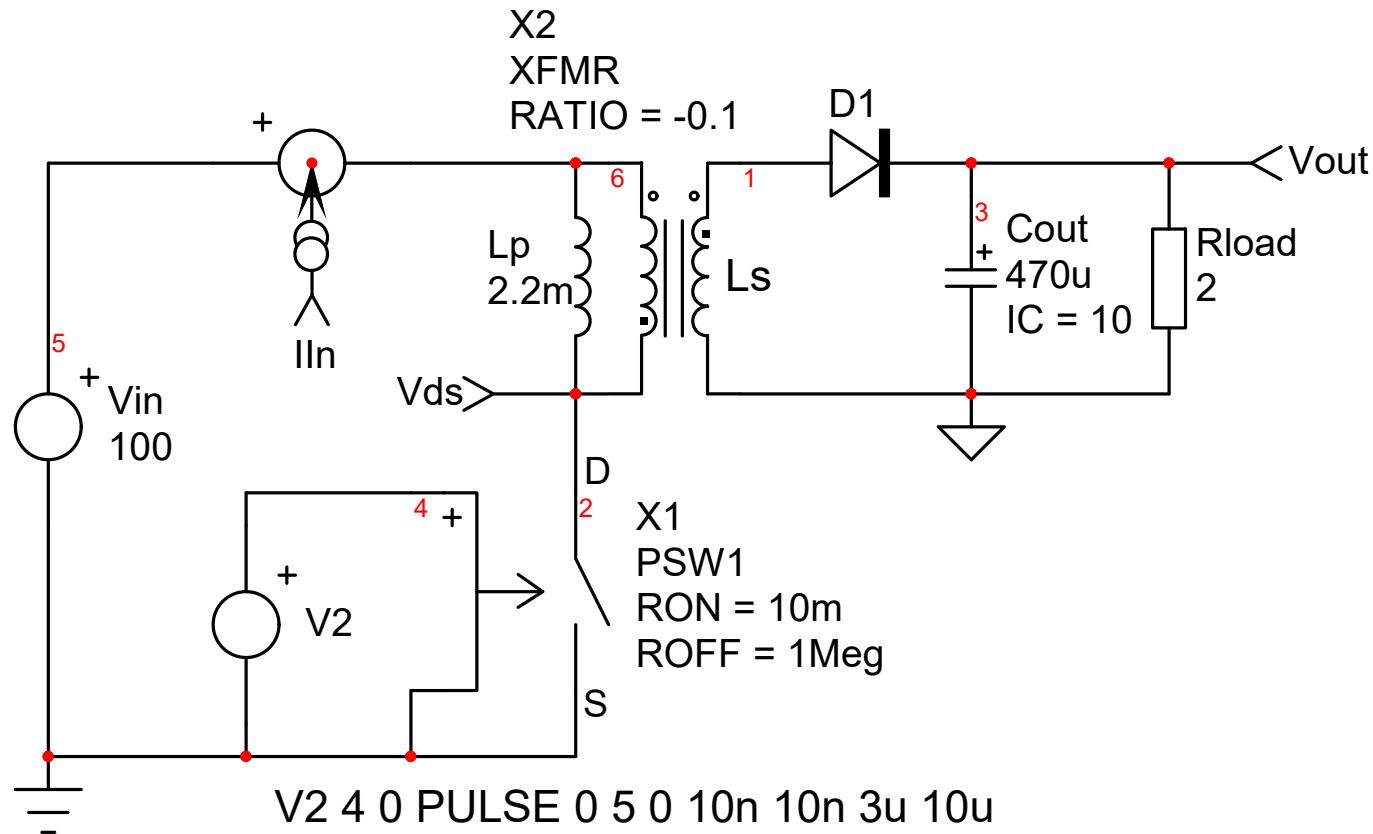 X2
XFMR
RATIO = -0.1
D1
+
6
1
Vout
3
Lp
2.2m
Ls
+
Cout
470u
IC = 10
Rload
2
IIn
5
+
Vin
100
Vds
D
2
4
+
X1
PSW1
RON = 10m
ROFF = 1Meg
+
V2
S
V2 4 0 PULSE 0 5 0 10n 10n 3u 10u